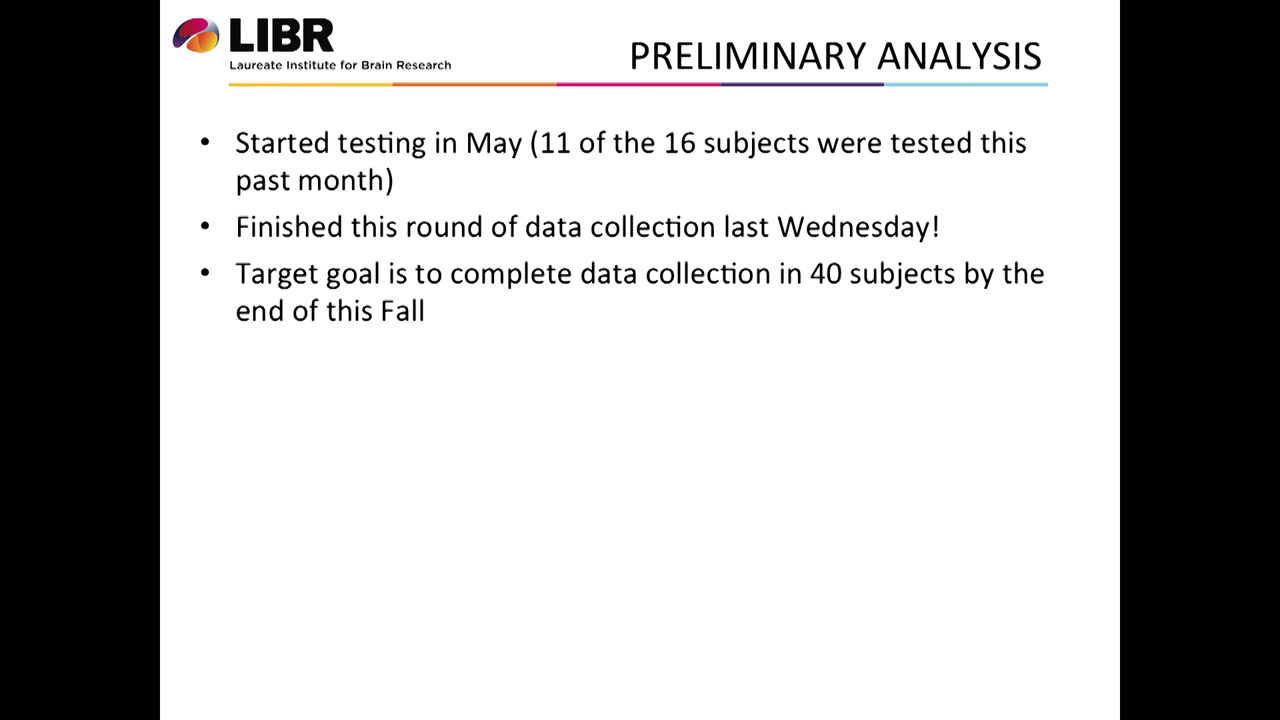 LIBR
Laureate Institute for Brain Research
PRELIMINARY ANALYSIS
• Started testing in May (11 of the 16 subjects were tested this
past month)
• Finished this round of data collection last Wednesday!
• Target goal is to complete data collection in 40 subjects by the
end of this Fall